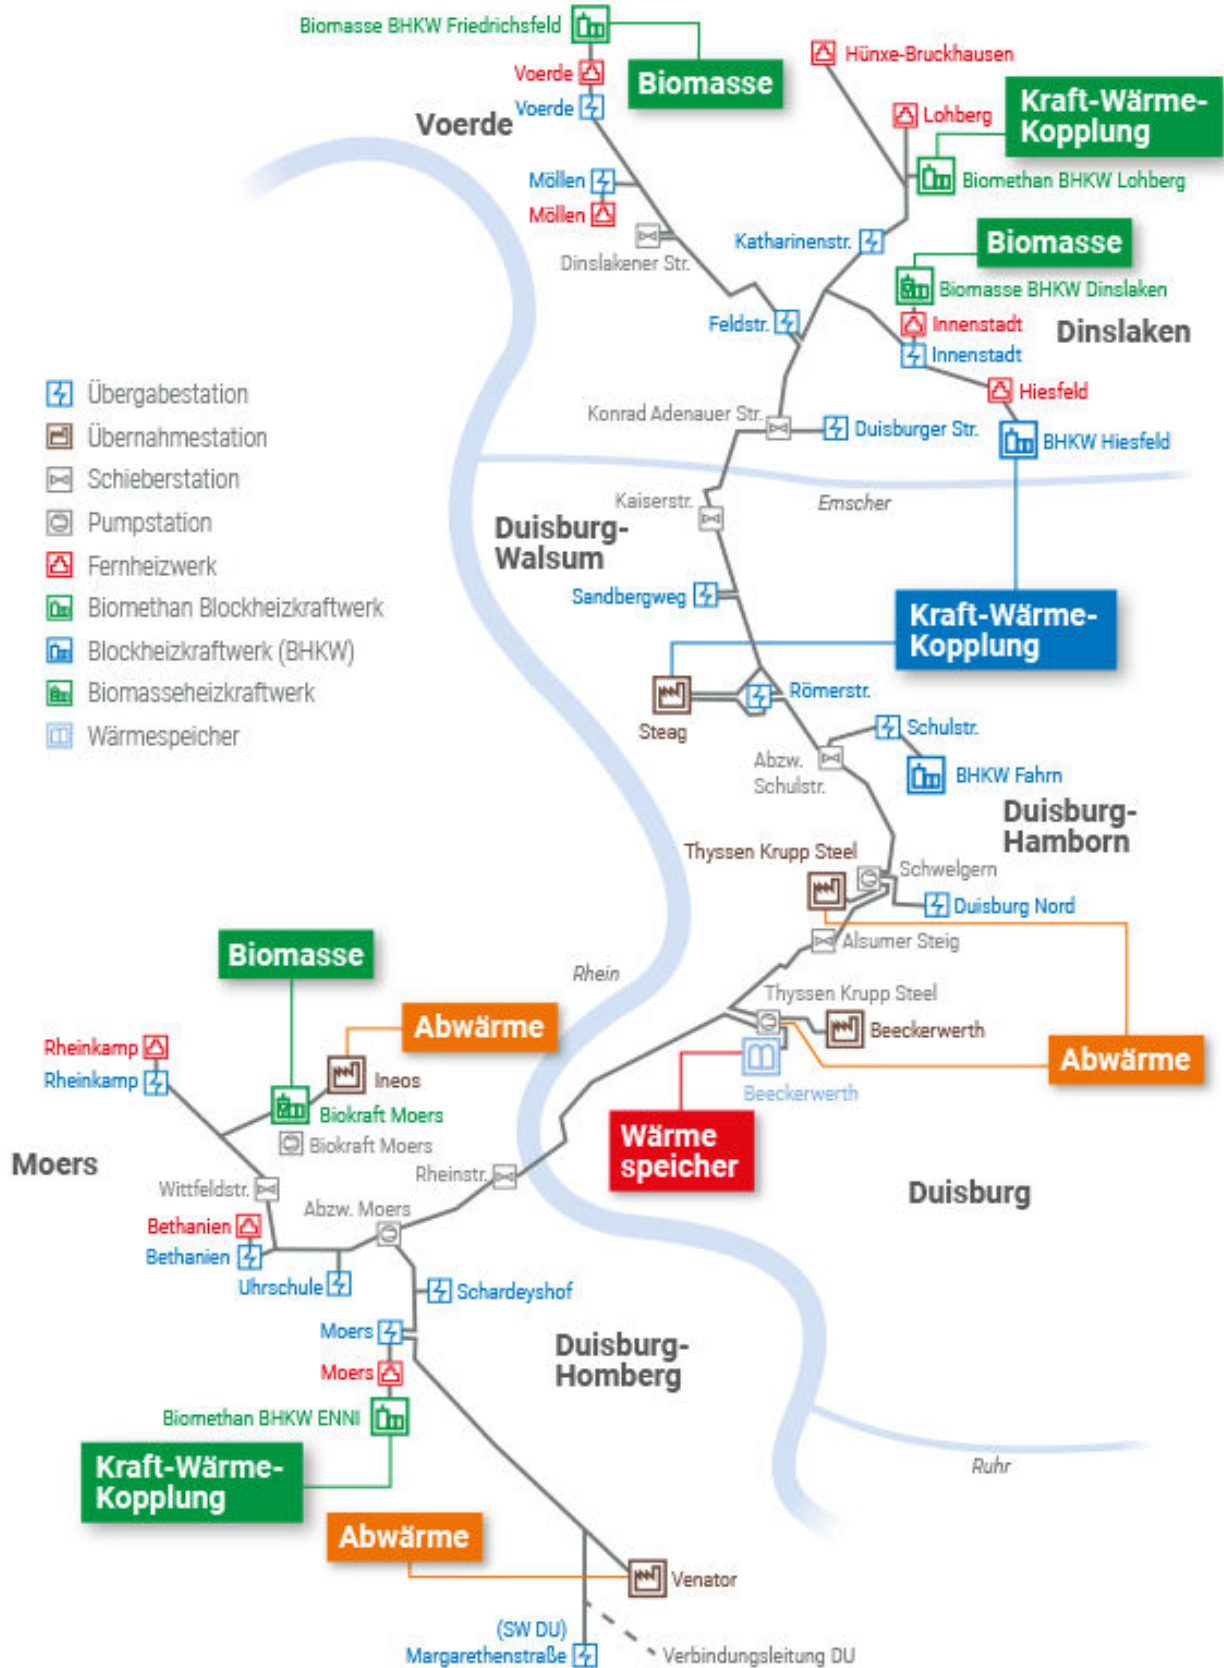 Biomasse BHKW Friedrichsfeld
Biomasse
Voerde
Voerde
Voerde
Hünxe-Bruckhausen
Kraft-Wärme-
Kopplung
Lohberg
Biomethan BHKW Lohberg
Möllen
Möllen
Dinslakener Str.
Katharinenstr.
Biomasse
Biomasse BHKW Dinslaken
Innenstadt
Innenstadt
Dinslaken
Feldstr.
Hiesfeld
BHKW Hiesfeld
Konrad Adenauer Str.
Duisburger Str.
Übergabestation
Übernahmestation
Schieberstation
Pumpstation
Fernheizwerk
Biomethan Blockheizkraftwerk
Blockheizkraftwerk (BHKW)
Biomasseheizkraftwerk
Wärmespeicher
Kaiserstr.
Emscher
Duisburg-
Walsum
Sandbergweg
Kraft-Wärme-
Kopplung
Römerstr.
Steag
Schulstr.
Abzw.
Schulstr.
BHKW Fahrn
Duisburg-
Hamborn
Thyssen Krupp Steel
Schwelgern
Duisburg Nord
Alsumer Steig
Rhein
Thyssen Krupp Steel
Beeckerwerth
Abwärme
Beeckerwerth
Wärme
speicher
Duisburg
Biomasse
Abwärme
Rheinkamp
Rheinkamp
Ineos
Biokraft Moers
Biokraft Moers
Moers
Wittfeldstr.
Rheinstr.
Abzw. Moers
Bethanien
Bethanien
Uhrschule
Schardeyshof
Moers
Moers
Duisburg-
Homberg
Biomethan BHKW ENNI
Kraft-Wärme-
Kopplung
Ruhr
Abwärme
Venator
(SW DU)
Margarethenstraße
Verbindungsleitung DU